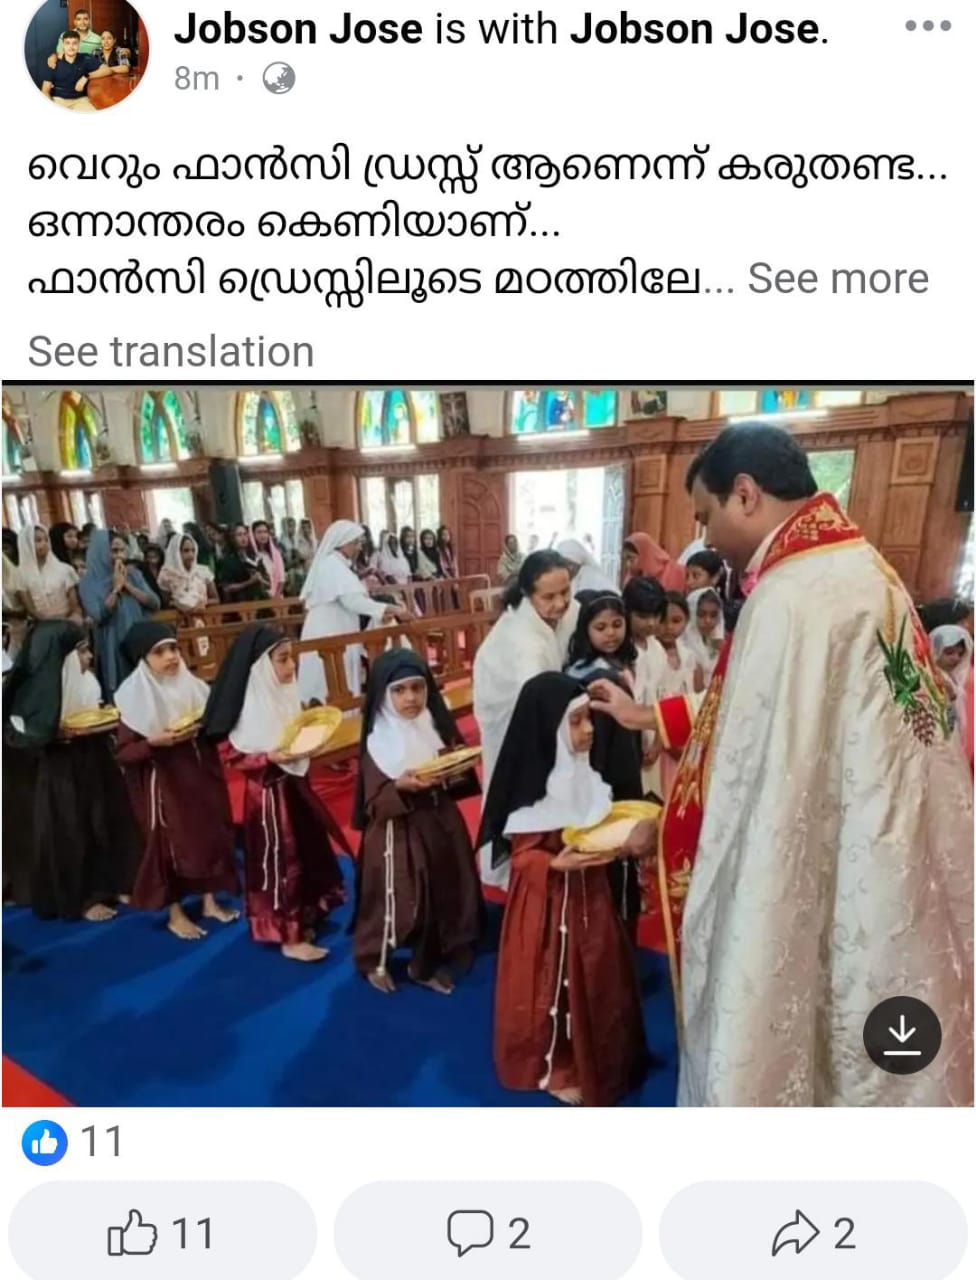 Jobson Jose is with Jobson Jose.
8m
വെറും ഫാൻസി ഡ്രസ്സ് ആണെന്ന് കരുതണ്ട...
ഒന്നാന്തരം കെണിയാണ്...
ഫാൻസി ഡ്രെസ്സിലൂടെ മഠത്തിലേ... See more
See translation
11
11 2 2